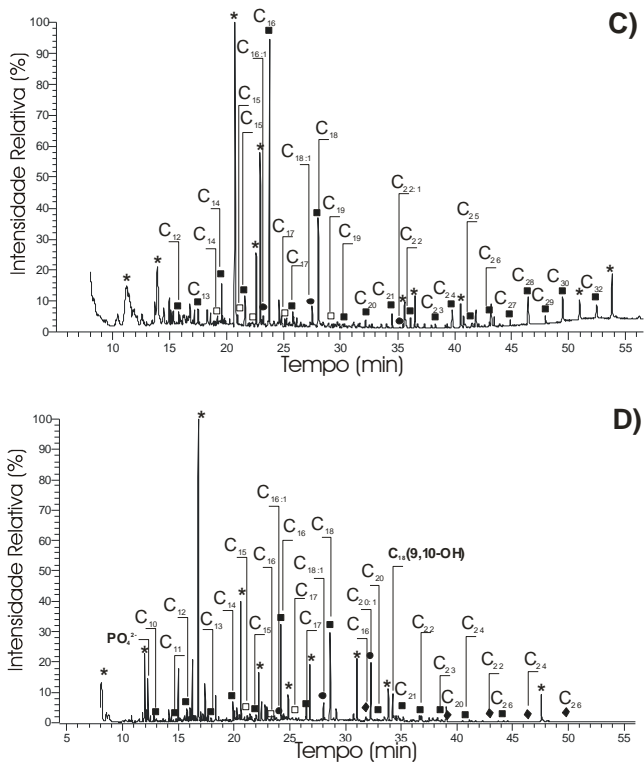 C)
Intensidade Relativa (%)
100
90
80
70
60
50
40
30
20
10
0
* C16
C16:1
C15
C15
*
C18:1
C18
C14
C14
C12
C13
*
*
*
C17
C17
C19
C19
C20
C21
C22:1
C22
*
*
C23
C24
*
C25
C26
C27
C28
C29
C30
*
C32
*
10 15 20 25 30 35 40 45 50 55
Tempo (min)
D)
Intensidade Relativa (%)
100
90
80
70
60
50
40
30
20
10
0
*
*
PO4 2-
*
C10
C11
C12
C13
C14
C15
*
C15
*
C16
C16:1
C16
*
C17
C17
*
C18:1
C18
*
C16
C20:1
C20
*
C18(9,10-OH)
C21
C22
C23
C20
C24
C22
C26
C24
*
C26
5 10 15 20 25 30 35 40 45 50
Tempo (min)